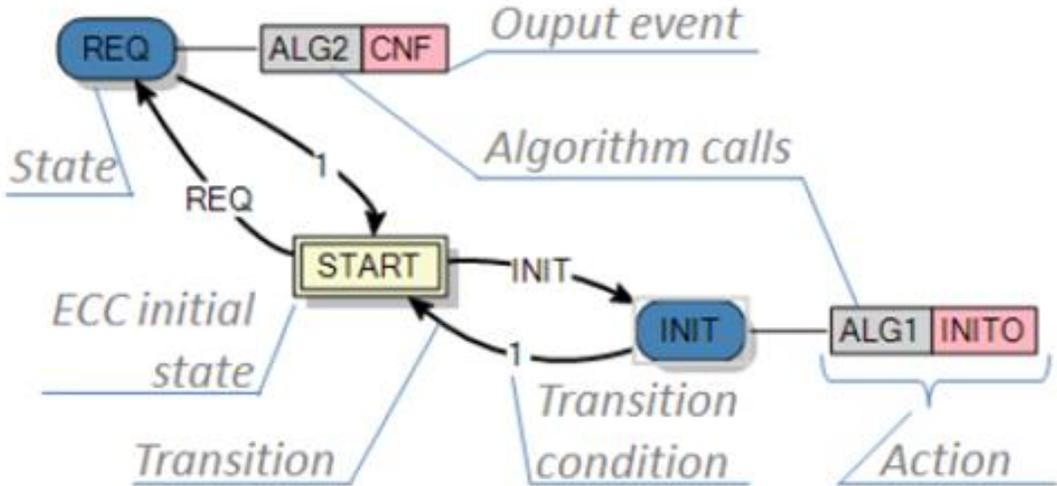 Ouput event
REQ
ALG2 CNF
Algorithm calls
State
1
REQ
START
INIT
ECC initial
state
INIT
ALG1 INITO
1
Transition
condition
Transition
Action